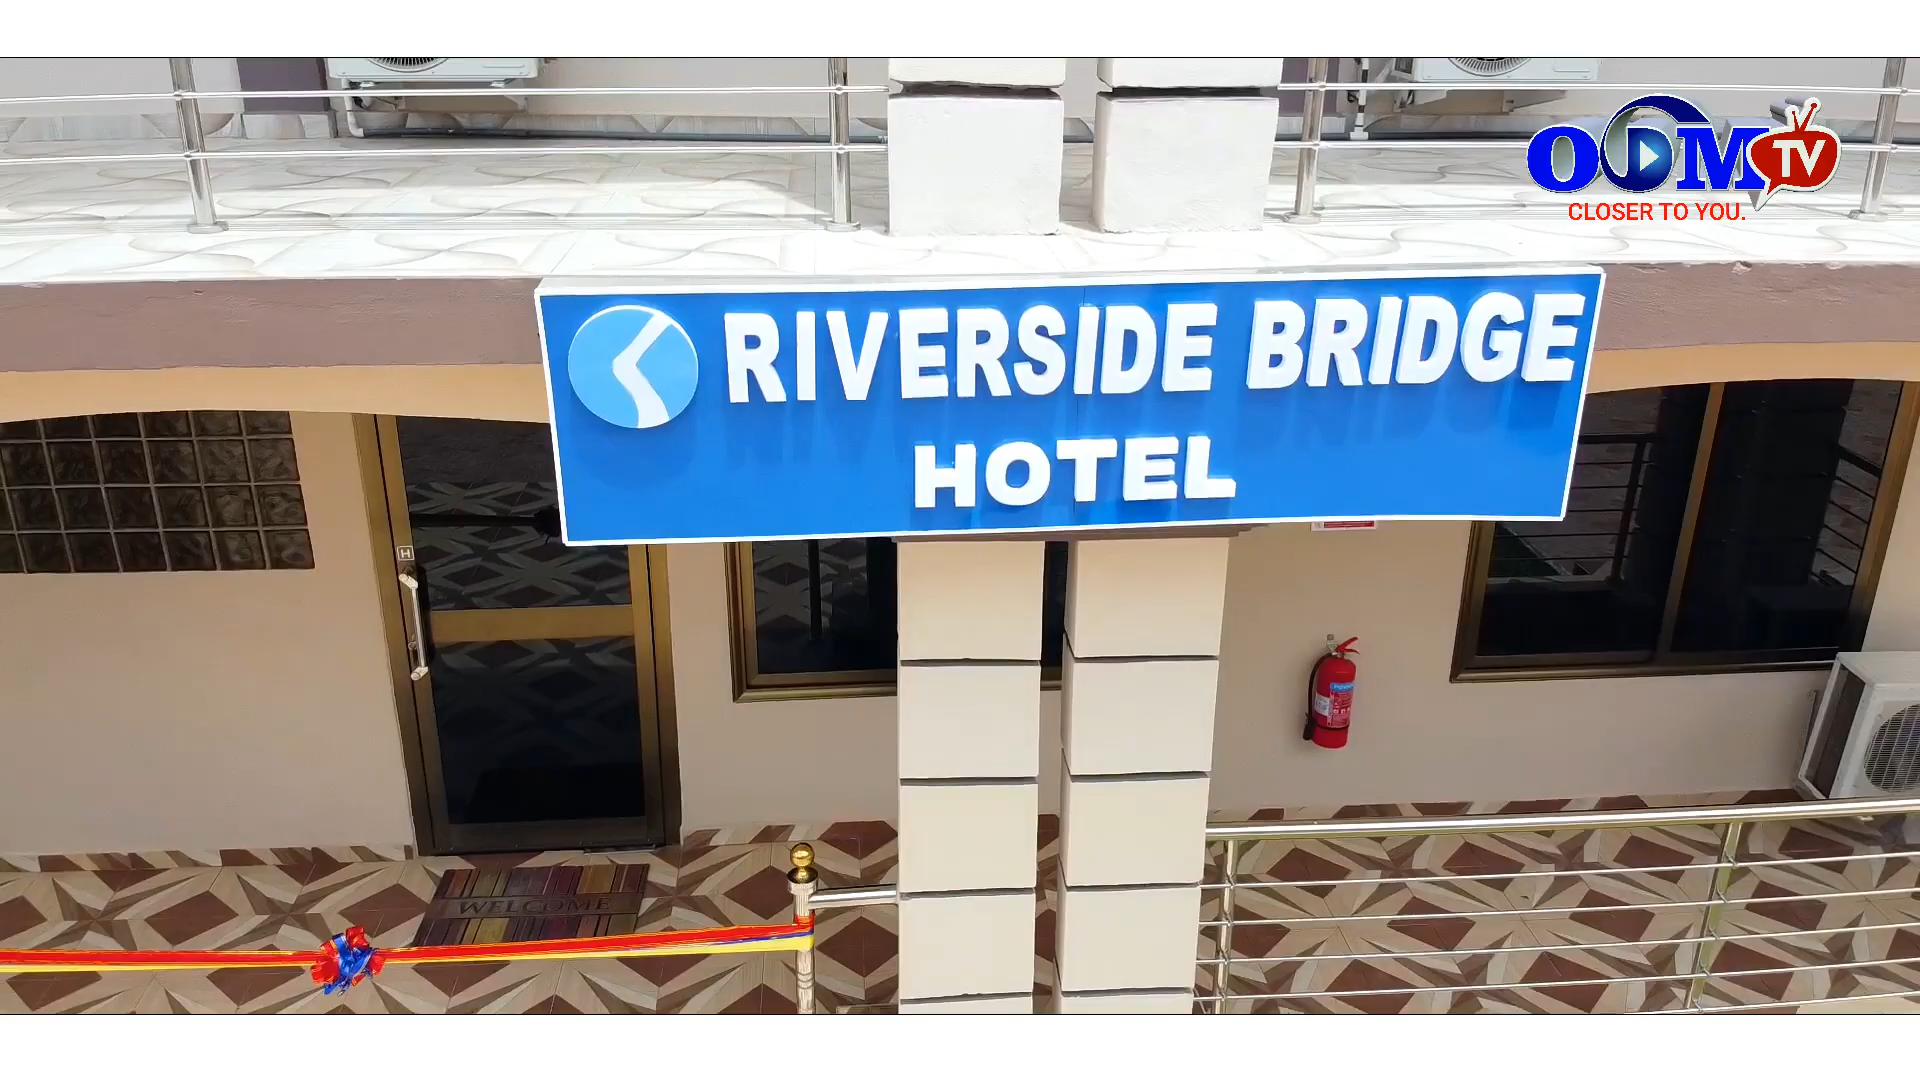 ODM TV
CLOSER TO YOU.
RIVERSIDE BRIDGE
HOTEL
H
WELCOME